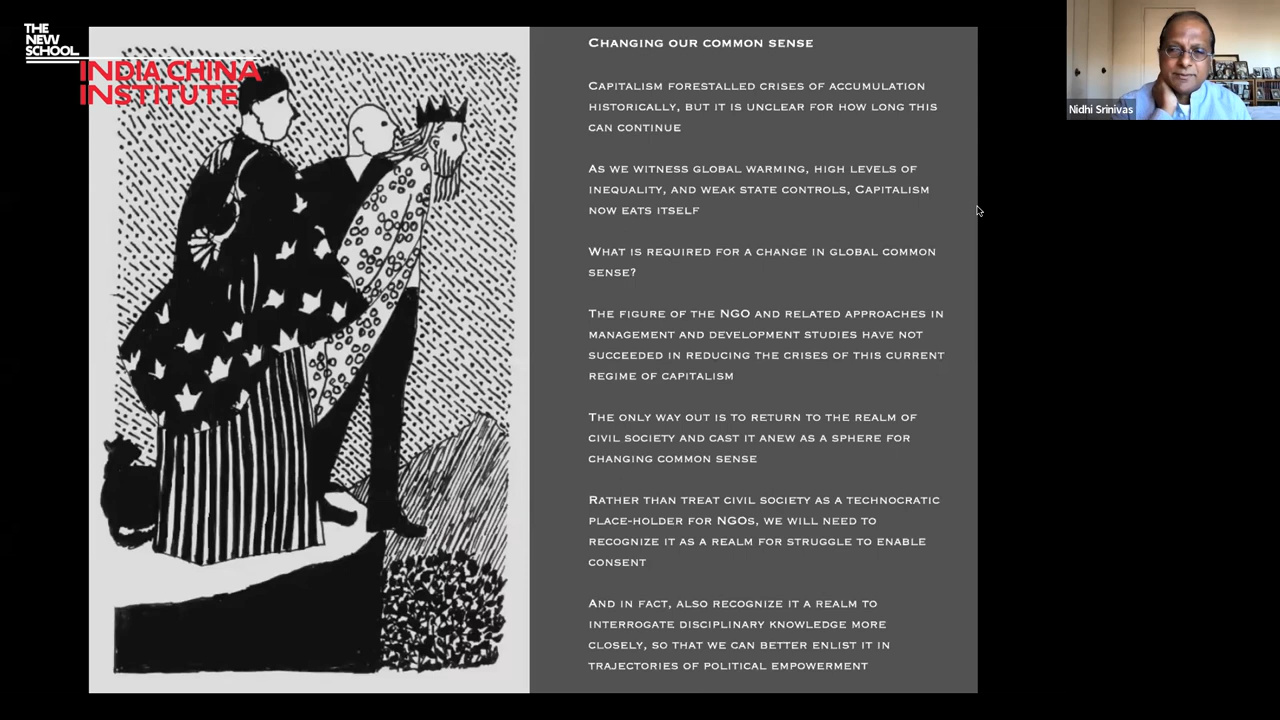 THE
NEW
SCHOOL
INDIA CHINA
INSTITUTE
CHANGING OUR COMMON SENSE
CAPITALISM FORESTALLED CRISES OF ACCUMULATION
HISTORICALLY, BUT IT IS UNCLEAR FOR HOW LONG THIS
CAN CONTINUE
AS WE WITNESS GLOBAL WARMING, HIGH LEVELS OF
INEQUALITY, AND WEAK STATE CONTROLS, CAPITALISM
NOW EATS ITSELF
WHAT IS REQUIRED FOR A CHANGE IN GLOBAL COMMON
SENSE?
THE FIGURE OF THE NGO AND RELATED APPROACHES IN
MANAGEMENT AND DEVELOPMENT STUDIES HAVE NOT
SUCCEEDED IN REDUCING THE CRISES OF THIS CURRENT
REGIME OF CAPITALISM
THE ONLY WAY OUT IS TO RETURN TO THE REALM OF
CIVIL SOCIETY AND CAST IT ANEW AS A SPHERE FOR
CHANGING COMMON SENSE
RATHER THAN TREAT CIVIL SOCIETY AS A TECHNOCRATIC
PLACE-HOLDER FOR NGOS, WE WILL NEED TO
RECOGNIZE IT AS A REALM FOR STRUGGLE TO ENABLE
CONSENT
AND IN FACT, ALSO RECOGNIZE IT A REALM TO
INTERROGATE DISCIPLINARY KNOWLEDGE MORE
CLOSELY, SO THAT WE CAN BETTER ENLIST IT IN
TRAJECTORIES OF POLITICAL EMPOWERMENT
Nidhi Srinivas